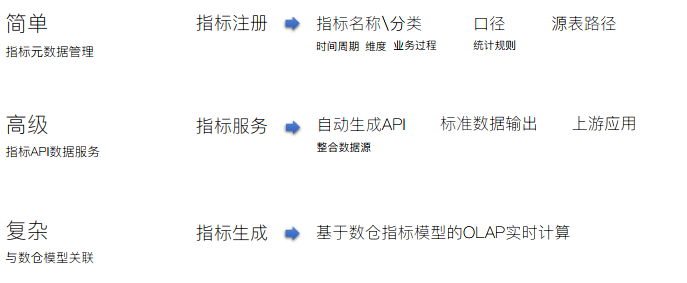 简单 指标注册 指标名称\分类 口径 源表路径
指标元数据管理 时间周期 维度 业务过程 统计规则
高级 指标服务 自动生成API 标准数据输出 上游应用
指标API数据服务 整合数据源
复杂 指标生成 基于数仓指标模型的OLAP实时计算
与数仓模型关联